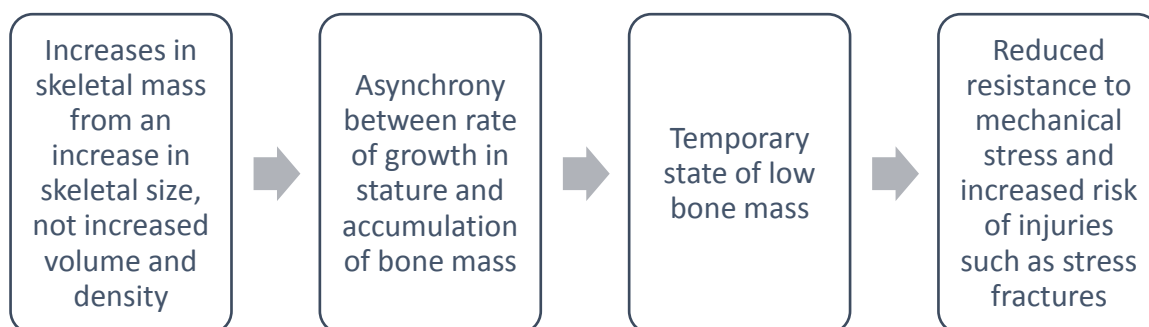 Increases in
skeletal mass
from an
increase in
skeletal size,
not increased
volume and
density
Asynchrony
between rate
of growth in
stature and
accumulation
of bone mass
Temporary
state of low
bone mass
Reduced
resistance to
mechanical
stress and
increased risk
of injuries
such as stress
fractures